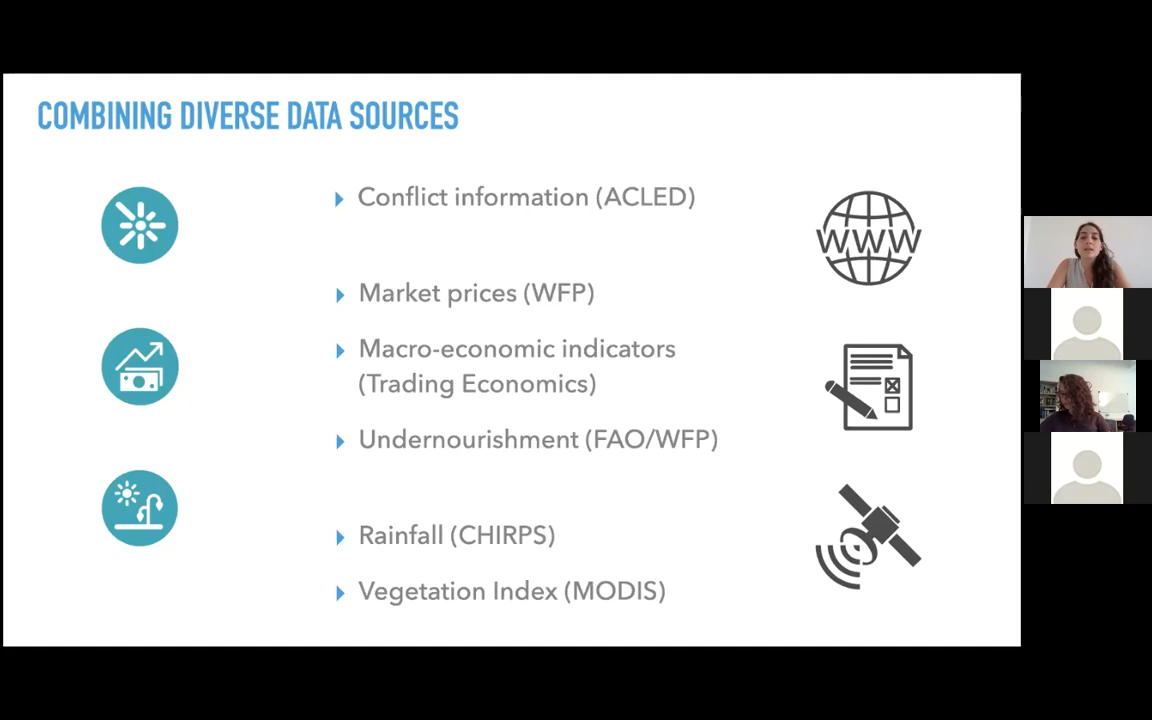 COMBINING DIVERSE DATA SOURCES
Conflict information (ACLED)
WWW
Market prices (WFP)
Macro-economic indicators
(Trading Economics)
Undernourishment (FAO/WFP)
Rainfall (CHIRPS)
Vegetation Index (MODIS)